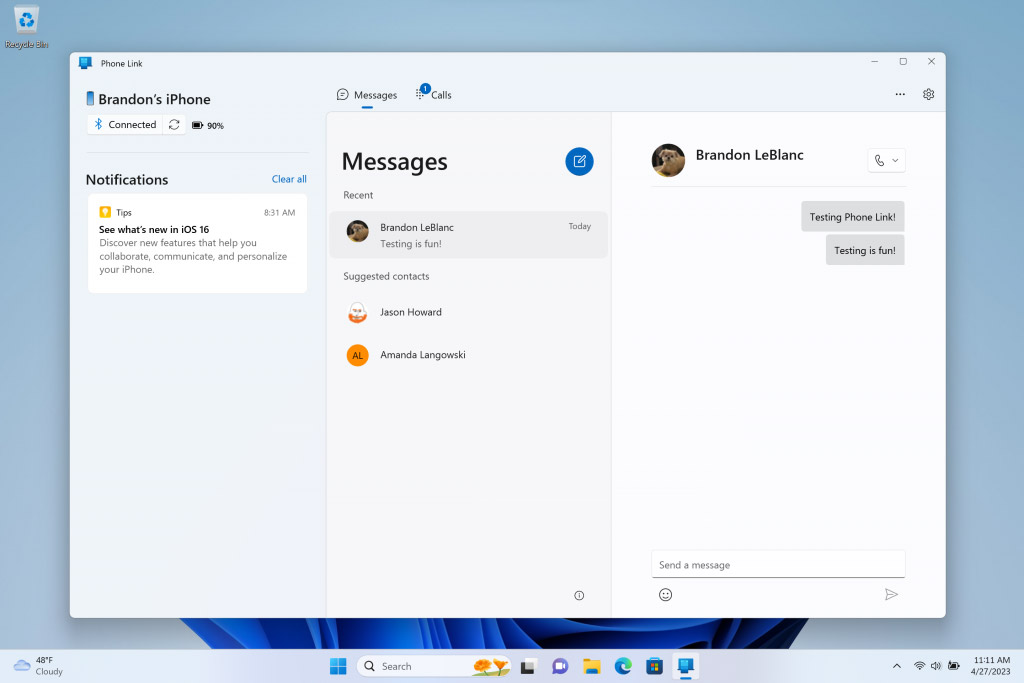 Recycle Bin
Phone Link
Brandon's iPhone
Connected
90%
Notifications
Clear all
Tips
8:31 AM
See what's new in iOS 16
Discover new features that help you
collaborate, communicate, and personalize
your iPhone.
Messages
1
Calls
Messages
Recent
Brandon LeBlanc
Today
Testing is fun!
Suggested contacts
Jason Howard
AL
Amanda Langowski
Brandon LeBlanc
Testing Phone Link!
Testing is fun!
Send a message
48°F
Cloudy
Search
11:11 AM
4/27/2023